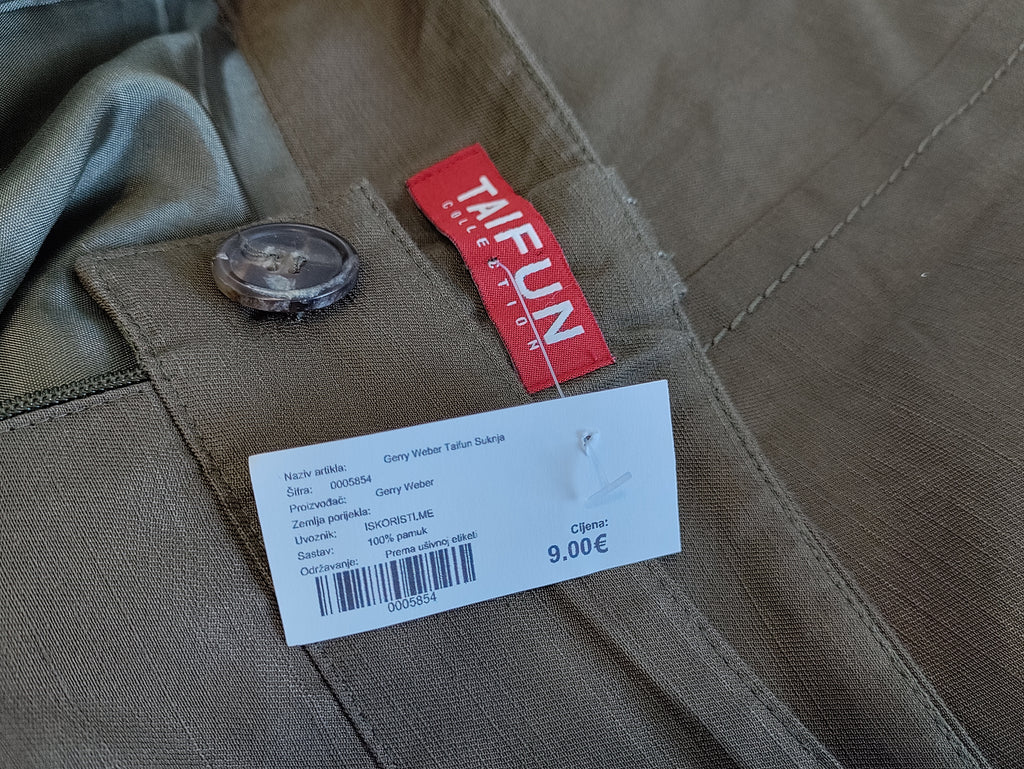 TAIFUN
COLLECTION
Naziv artikla: Gerry Weber Taifun Suknja
Šifra: 0005854
Proizvođač: Gerry Weber
Zemlja porijekla:
Uvoznik: ISKORISTI.ME
Sastav: 100% pamuk
Održavanje: Prema ušivnoj etiketi
0005854
Cijena:
9.00€